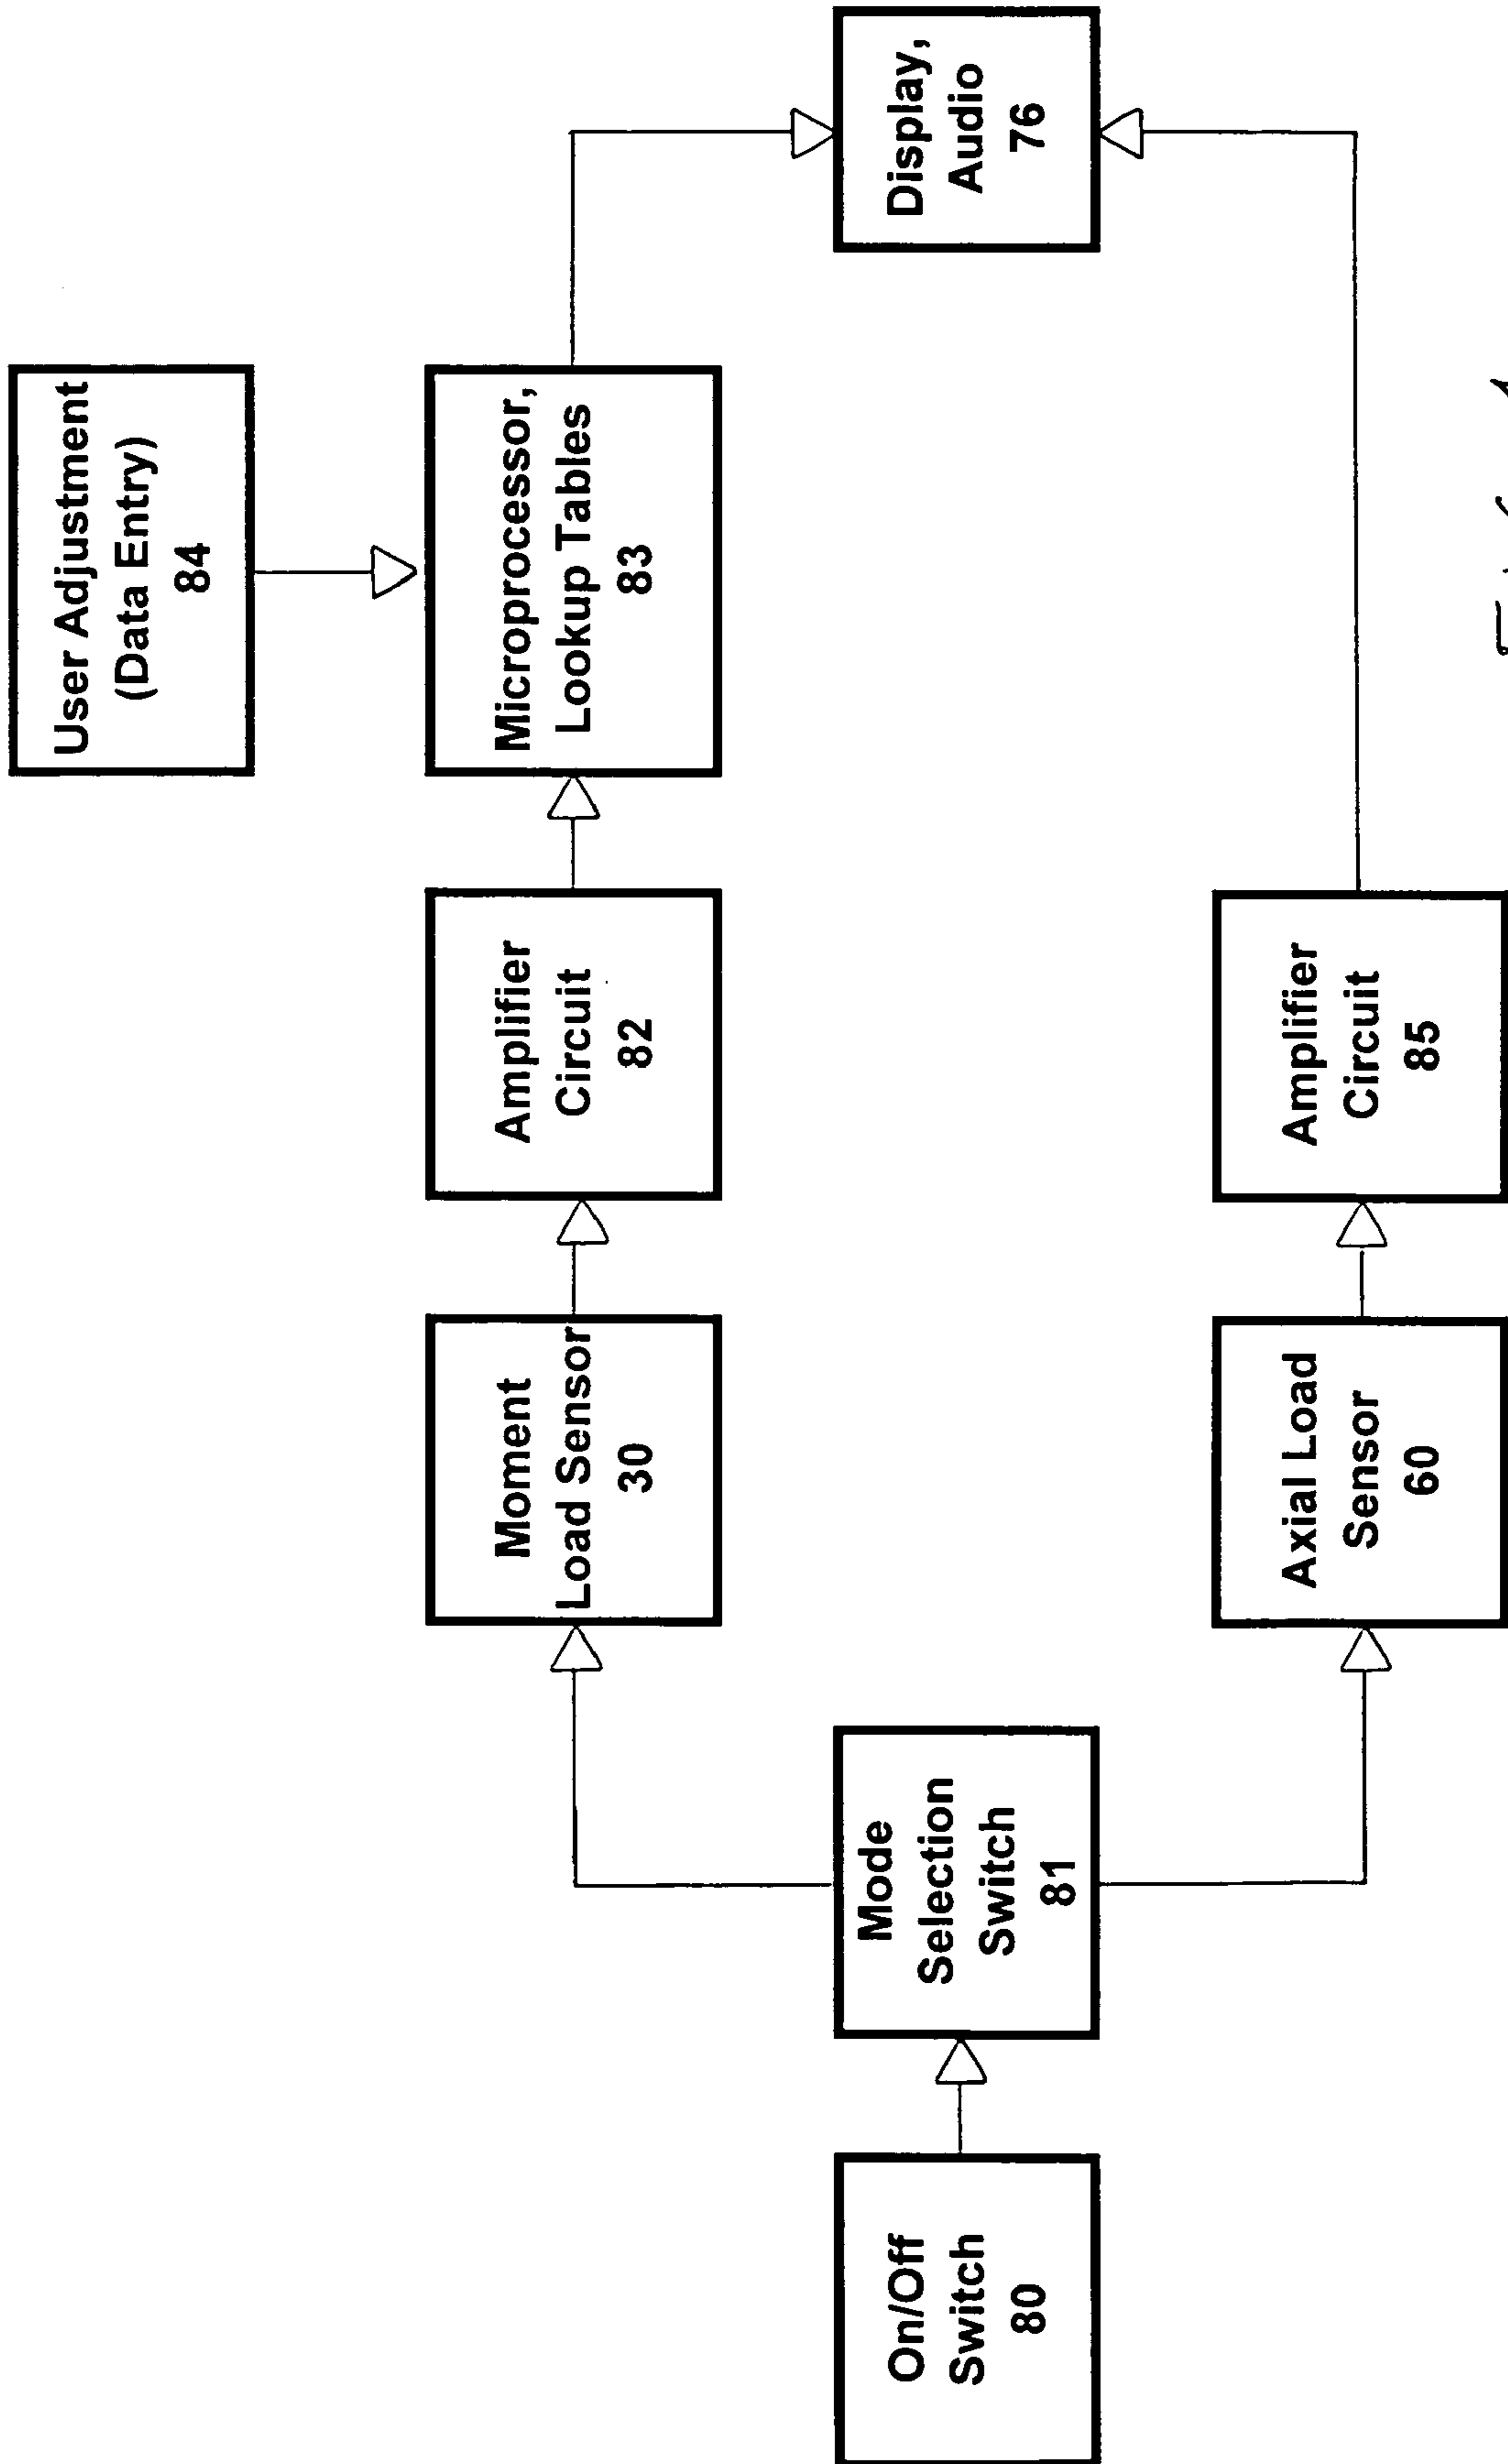 User Adjustment
(Data Entry)
84
Moment
Load Sensor
30
Amplifier
Circuit
82
Microprocessor,
Lookup Tables
83
On/Off
Switch
80
Mode
Selection
Switch
81
Display,
Audio
76
Axial Load
Sensor
60
Amplifier
Circuit
85